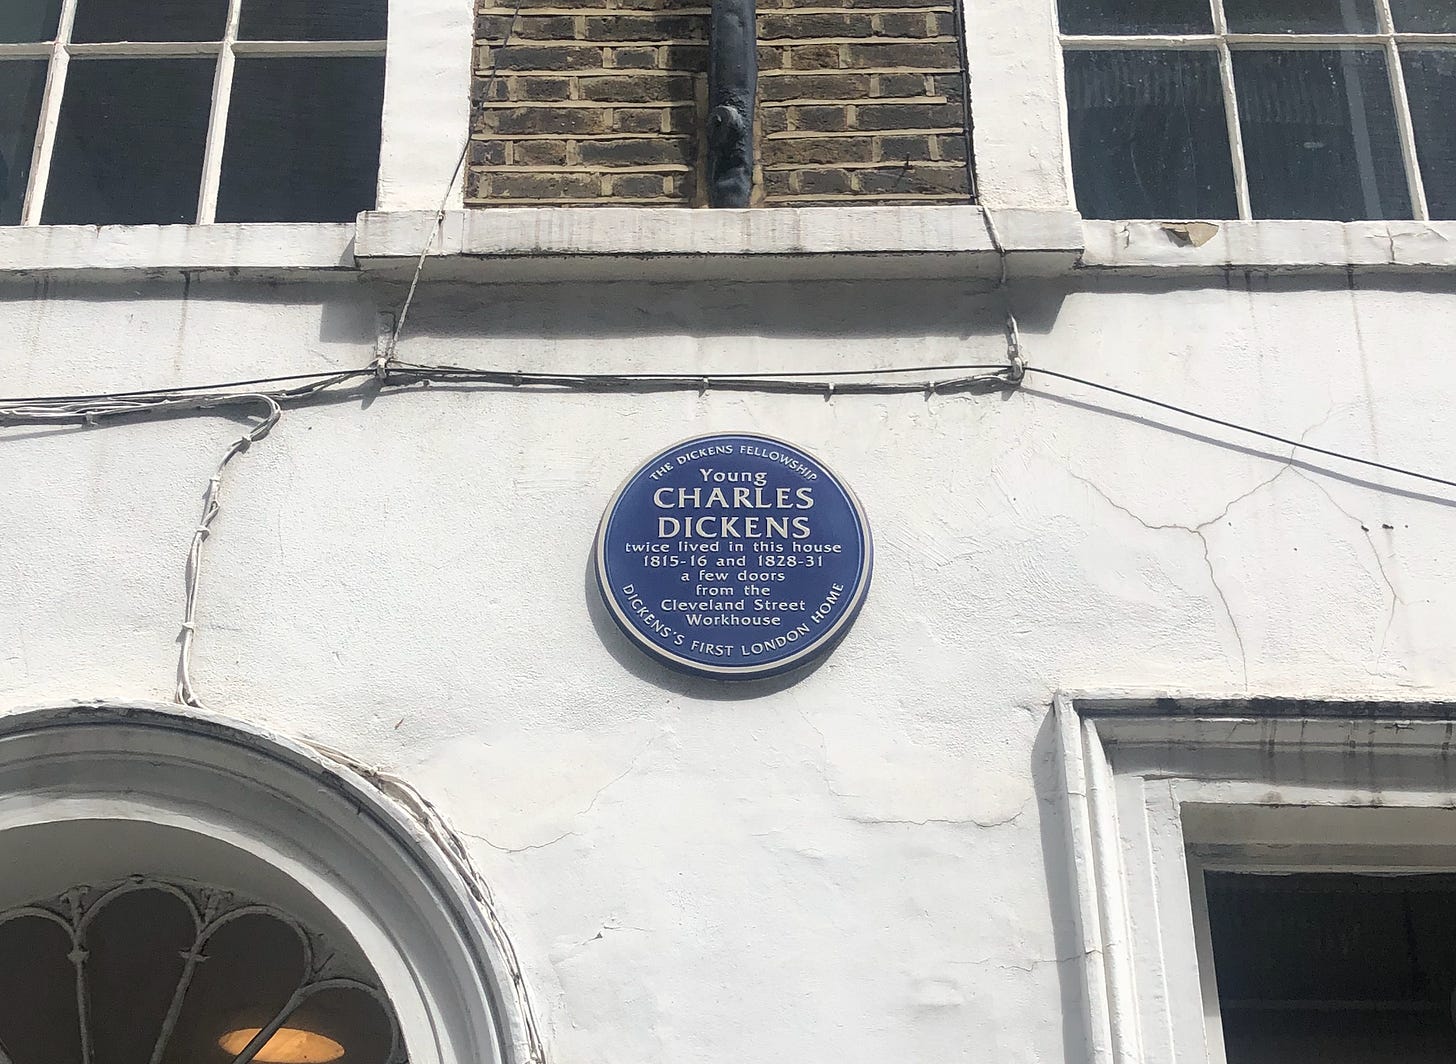 THE DICKENS FELLOWSHIP
Young
CHARLES
DICKENS
twice lived in this house
1815-16 and 1828-31
a few doors
from the
Cleveland Street
Workhouse
DICKENS'S FIRST LONDON HOME